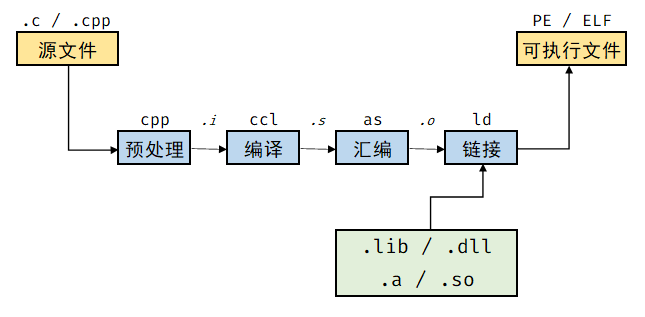 .c / .cpp
源文件
PE / ELF
可执行文件
cpp
.i
ccl
.s
as
.o
ld
预处理
编译
汇编
链接
.lib / .dll
.a / .so